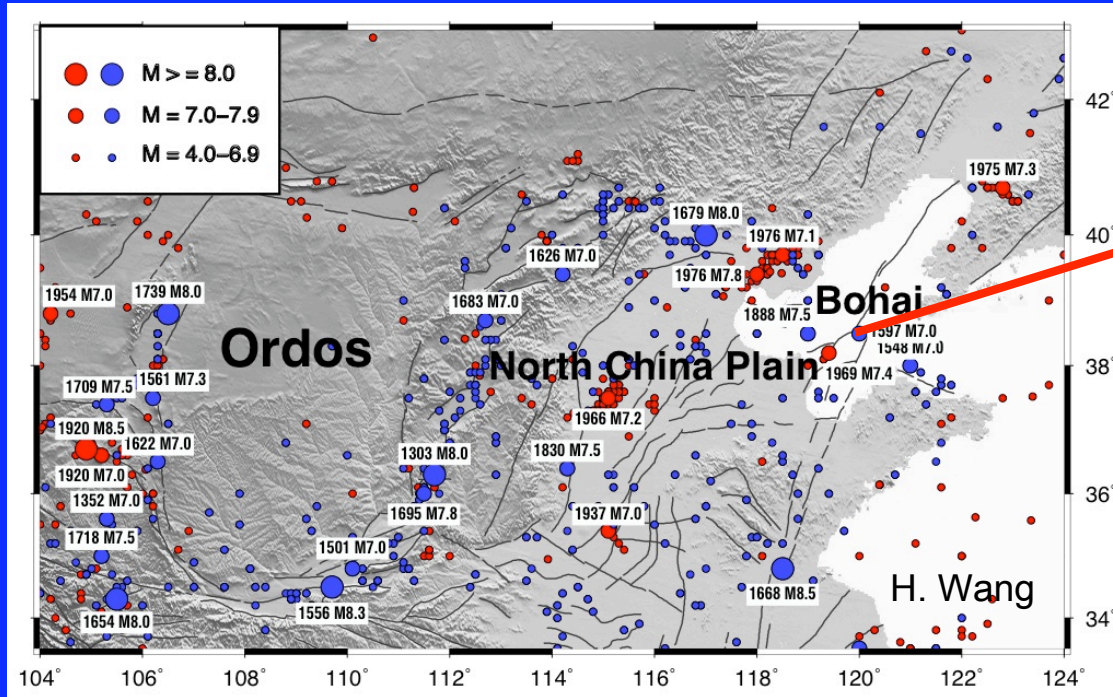 M > = 8.0
M = 7.0–7.9
M = 4.0–6.9
1975 M7.3
1679 M8.0
1976 M7.1
1626 M7.0
1976 M7.8
1954 M7.0
1739 M8.0
1683 M7.0
1888 M7.5
Bohai
1597 M7.0
1548 M7.0
Ordos
North China Plain
1969 M7.4
1709 M7.5
1561 M7.3
1920 M8.5
1622 M7.0
1966 M7.2
1303 M8.0
1830 M7.5
1920 M7.0
1352 M7.0
1695 M7.8
1937 M7.0
1718 M7.5
1501 M7.0
1654 M8.0
1556 M8.3
1668 M8.5
H. Wang
42°
40°
38°
36°
34°
104° 106° 108° 110° 112° 114° 116° 118° 120° 122° 124°